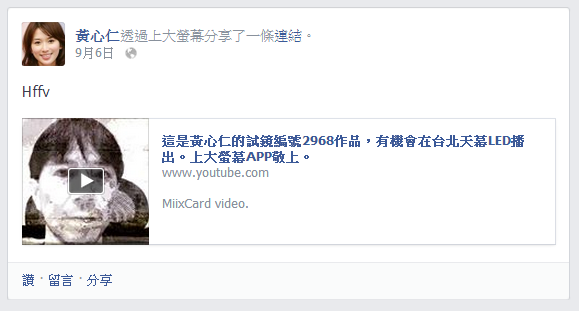 黃心仁透過上大螢幕分享了一條連結。
9月6日
Hffv
這是黃心仁的試鏡編號2968作品，有機會在台北天幕LED播
出。上大螢幕APP敬上。
www.youtube.com
MiixCard video.
讚 · 留言 · 分享